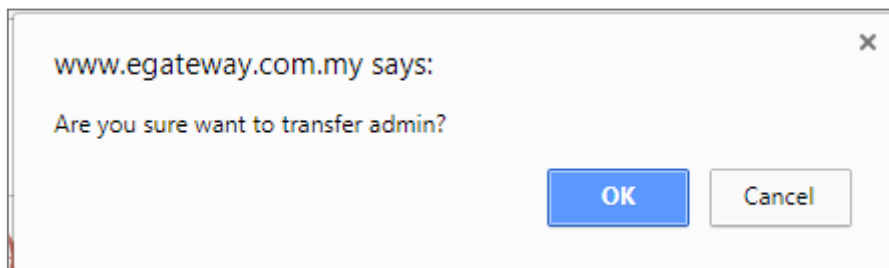 www.egateway.com.my says:
Are you sure want to transfer admin?
OK Cancel